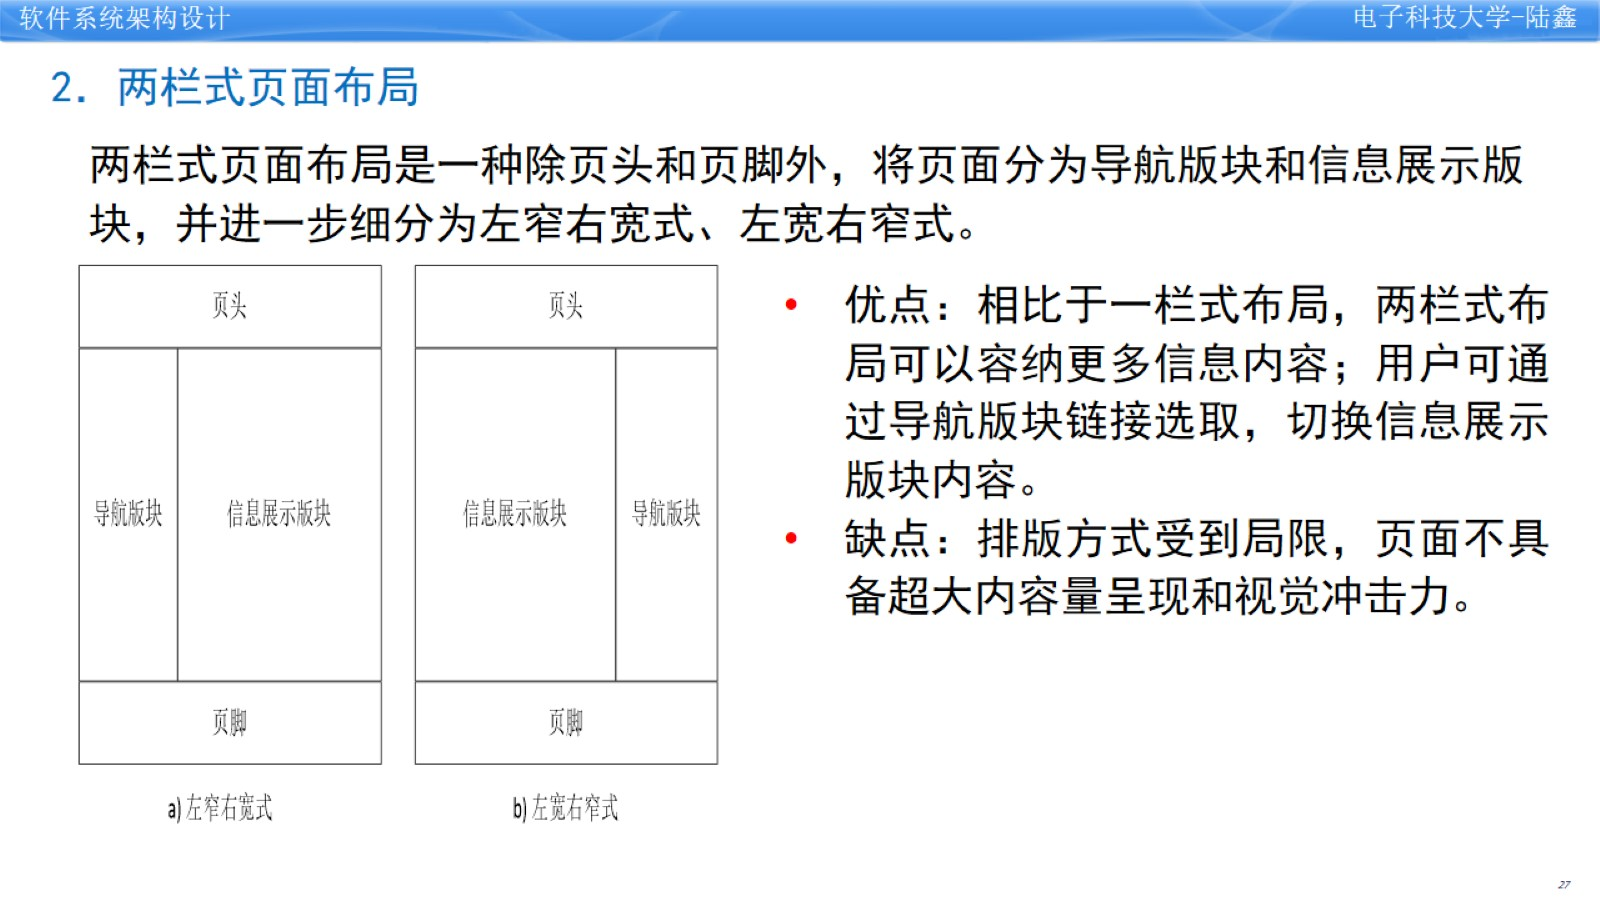 软件系统架构设计
电子科技大学-陆鑫
2. 两栏式页面布局
两栏式页面布局是一种除页头和页脚外，将页面分为导航版块和信息展示版
块，并进一步细分为左窄右宽式、左宽右窄式。
页头
导航版块
信息展示版块
页脚
a) 左窄右宽式
页头
信息展示版块
导航版块
页脚
b) 左宽右窄式
• 优点：相比于一栏式布局，两栏式布
局可以容纳更多信息内容；用户可通
过导航版块链接选取，切换信息展示
版块内容。
• 缺点：排版方式受到局限，页面不具
备超大内容量呈现和视觉冲击力。
27